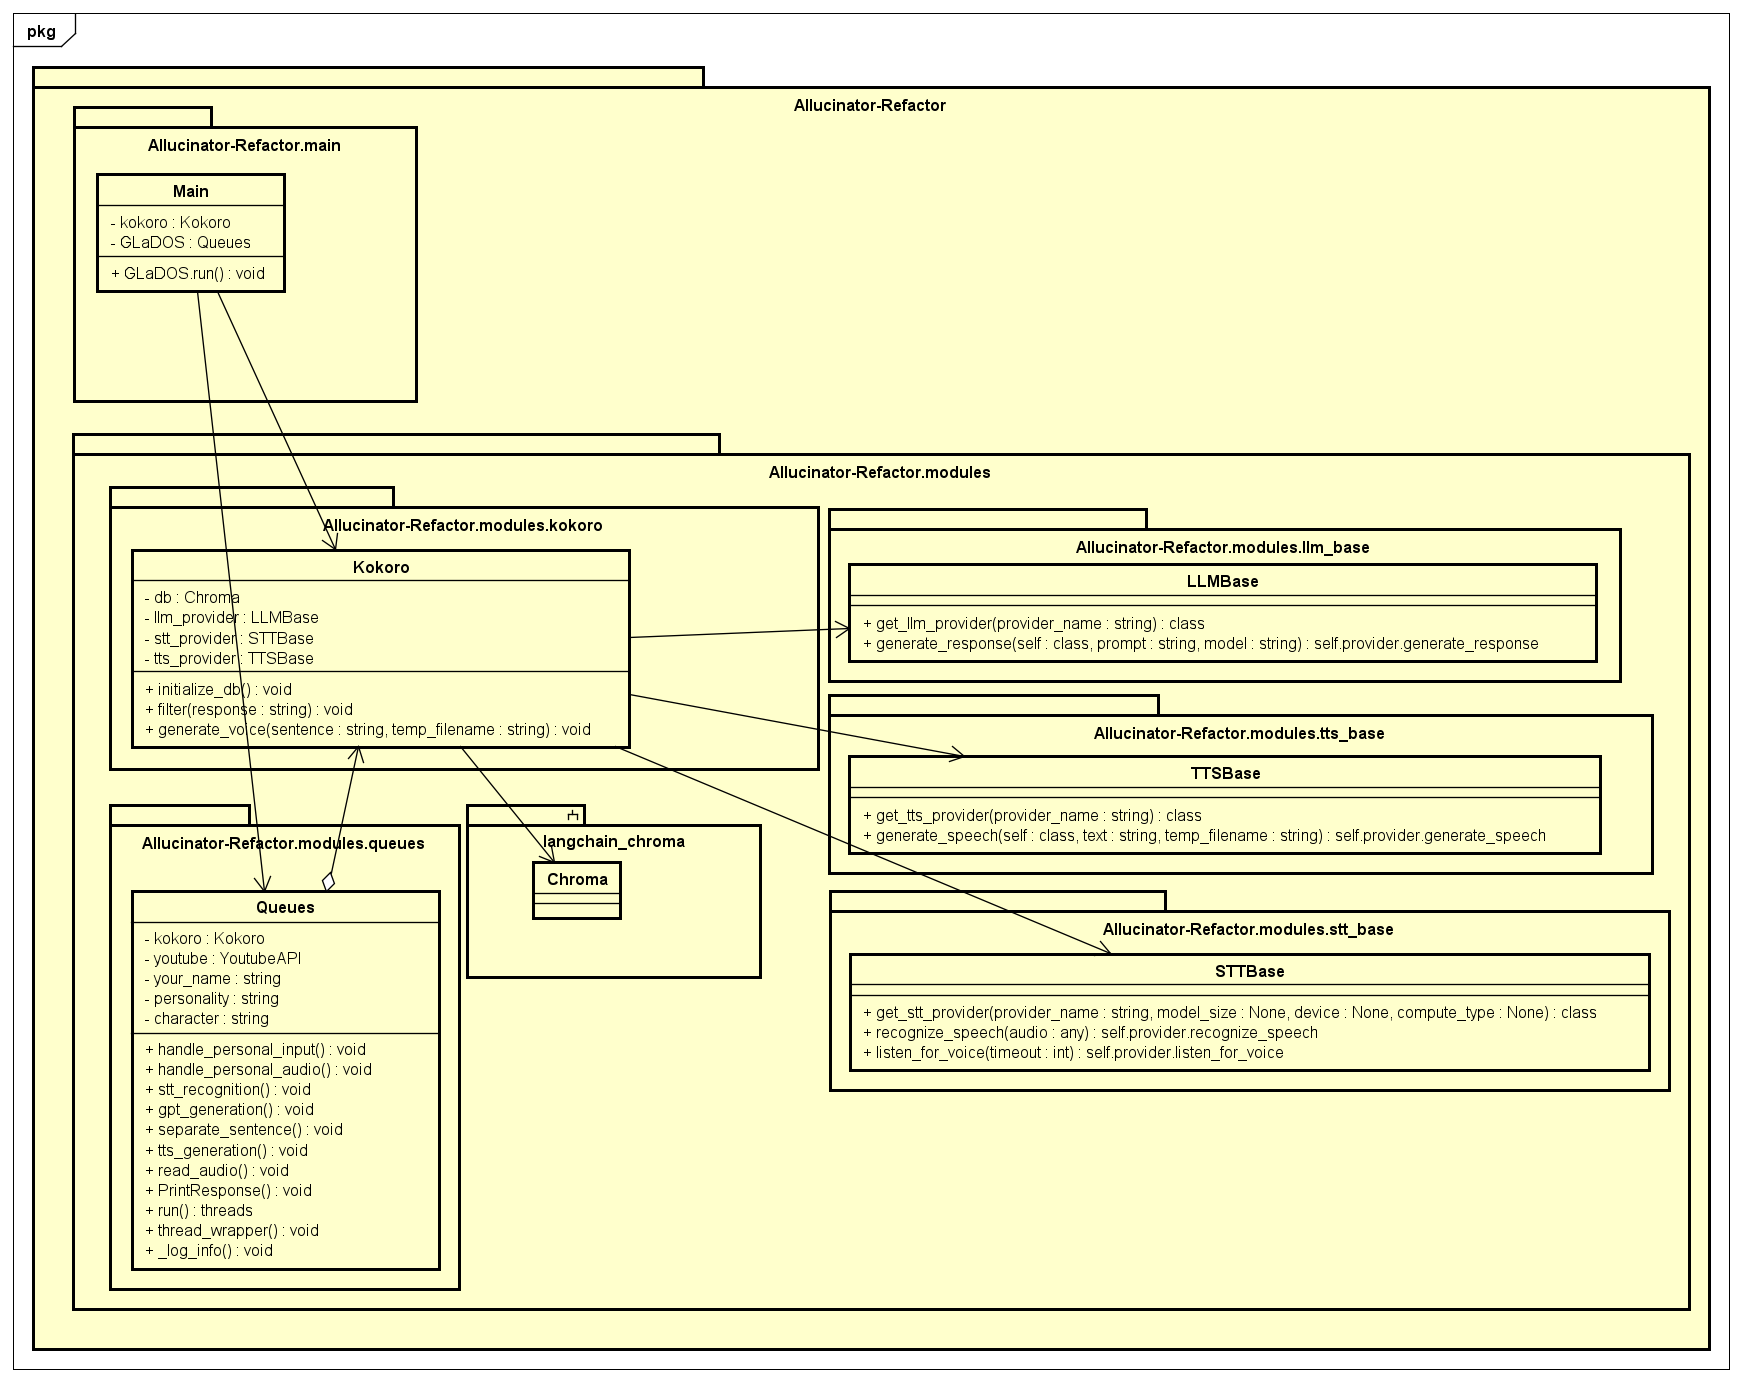 pkg
Allucinator-Refactor
Allucinator-Refactor.main
Main
- kokoro : Kokoro
- GLaDOS : Queues
+ GLaDOS.run() : void
Allucinator-Refactor.modules
Allucinator-Refactor.modules.kokoro
Kokoro
- db : Chroma
- llm_provider : LLMBase
- stt_provider : STTBase
- tts_provider : TTSBase
+ initialize_db() : void
+ filter(response : string) : void
+ generate_voice(sentence : string, temp_filename : string) : void
Allucinator-Refactor.modules.llm_base
LLMBase
+ get_llm_provider(provider_name : string) : class
+ generate_response(self : class, prompt : string, model : string) : self.provider.generate_response
Allucinator-Refactor.modules.tts_base
TTSBase
+ get_tts_provider(provider_name : string) : class
+ generate_speech(self : class, text : string, temp_filename : string) : self.provider.generate_speech
Allucinator-Refactor.modules.queues
Queues
- kokoro : Kokoro
- youtube : YoutubeAPI
- your_name : string
- personality : string
- character : string
+ handle_personal_input() : void
+ handle_personal_audio() : void
+ stt_recognition() : void
+ gpt_generation() : void
+ separate_sentence() : void
+ tts_generation() : void
+ read_audio() : void
+ PrintResponse() : void
+ run() : threads
+ thread_wrapper() : void
+ _log_info() : void
langchain_chroma
Chroma
Allucinator-Refactor.modules.stt_base
STTBase
+ get_stt_provider(provider_name : string, model_size : None, device : None, compute_type : None) : class
+ recognize_speech(audio : any) : self.provider.recognize_speech
+ listen_for_voice(timeout : int) : self.provider.listen_for_voice